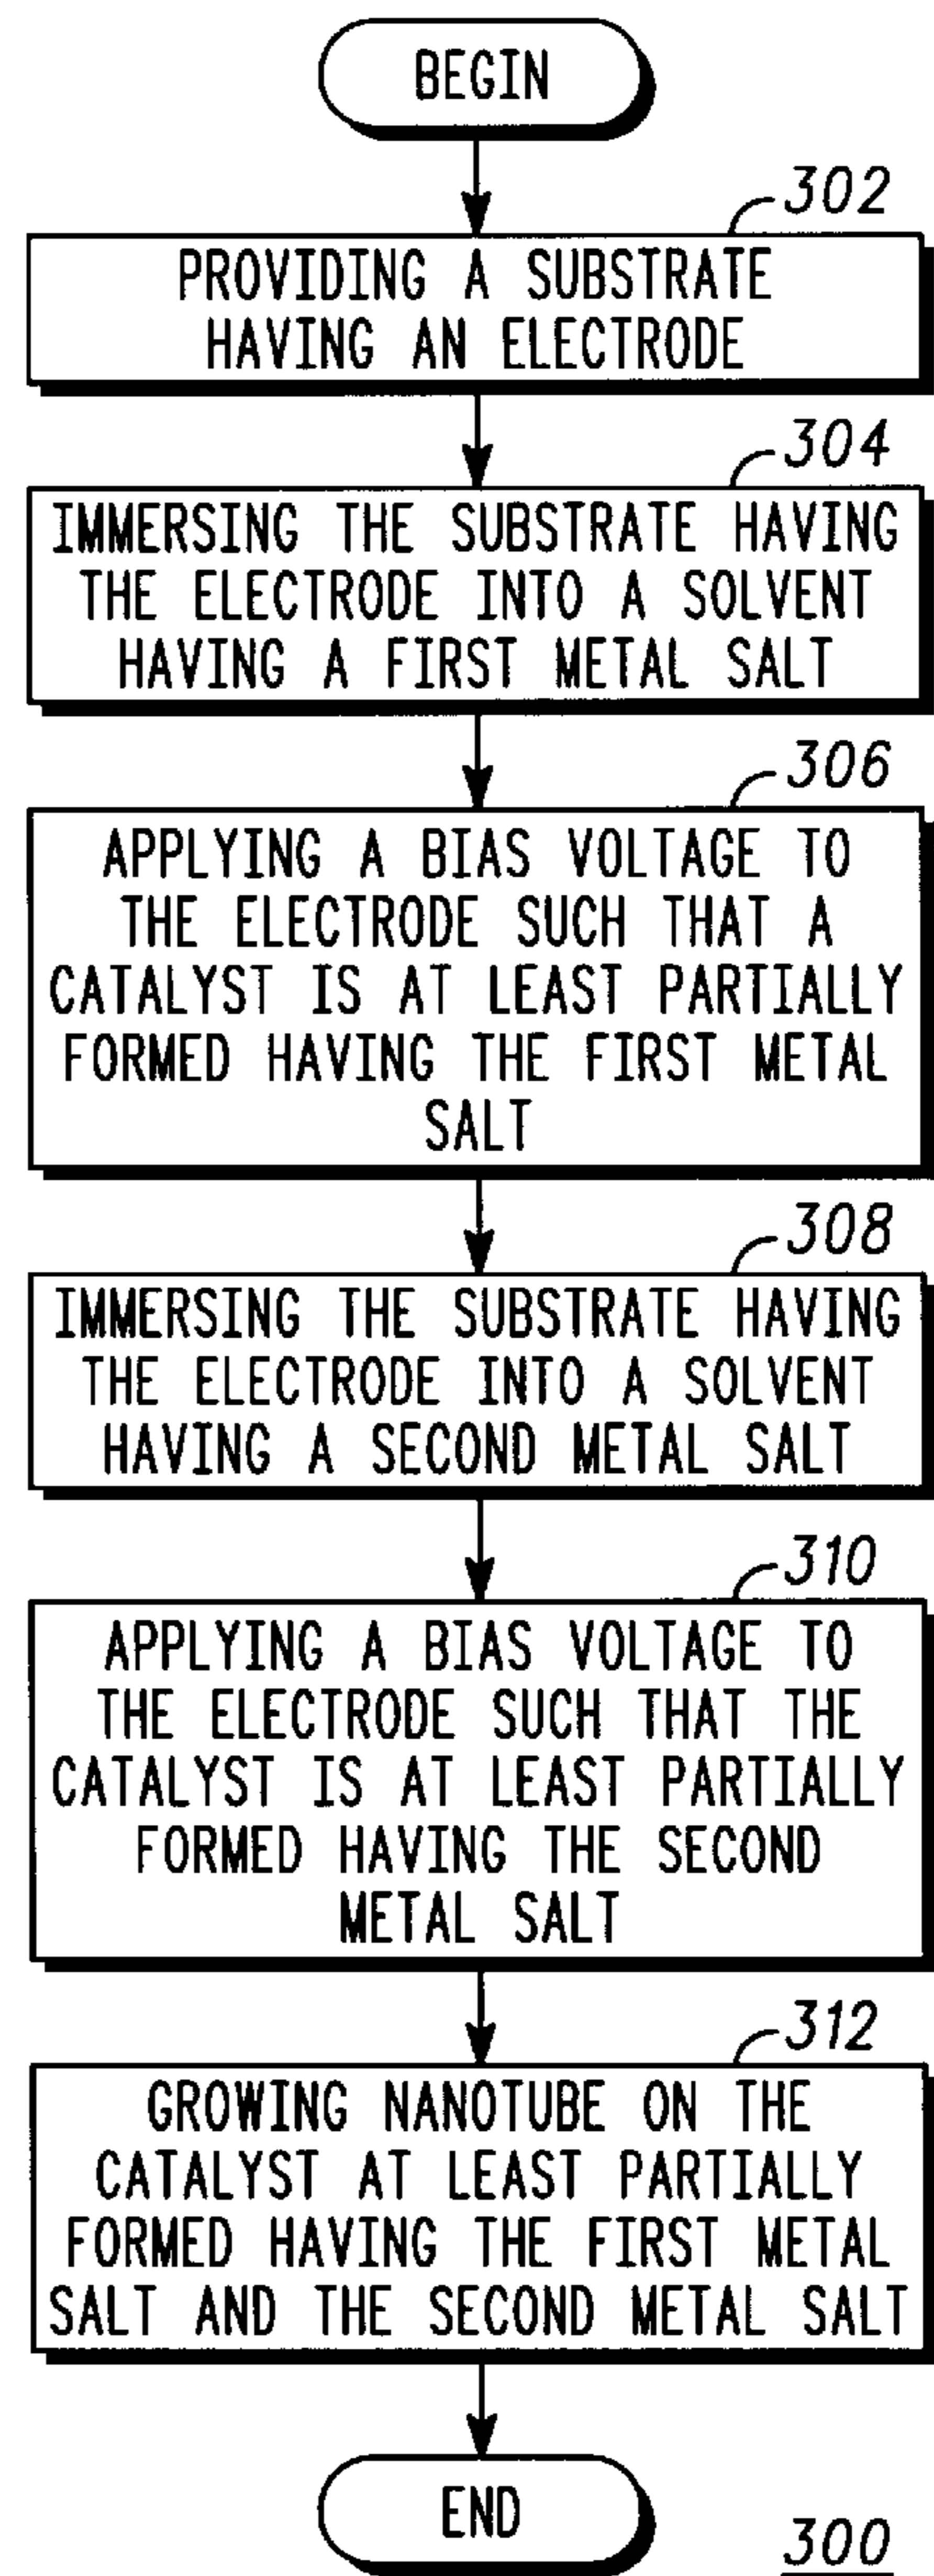 BEGIN
302
PROVIDING A SUBSTRATE
HAVING AN ELECTRODE
304
IMMERSING THE SUBSTRATE HAVING
THE ELECTRODE INTO A SOLVENT
HAVING A FIRST METAL SALT
306
APPLYING A BIAS VOLTAGE TO
THE ELECTRODE SUCH THAT A
CATALYST IS AT LEAST PARTIALLY
FORMED HAVING THE FIRST METAL
SALT
308
IMMERSING THE SUBSTRATE HAVING
THE ELECTRODE INTO A SOLVENT
HAVING A SECOND METAL SALT
310
APPLYING A BIAS VOLTAGE TO
THE ELECTRODE SUCH THAT THE
CATALYST IS AT LEAST PARTIALLY
FORMED HAVING THE SECOND
METAL SALT
312
GROWING NANOTUBE ON THE
CATALYST AT LEAST PARTIALLY
FORMED HAVING THE FIRST METAL
SALT AND THE SECOND METAL SALT
END
300